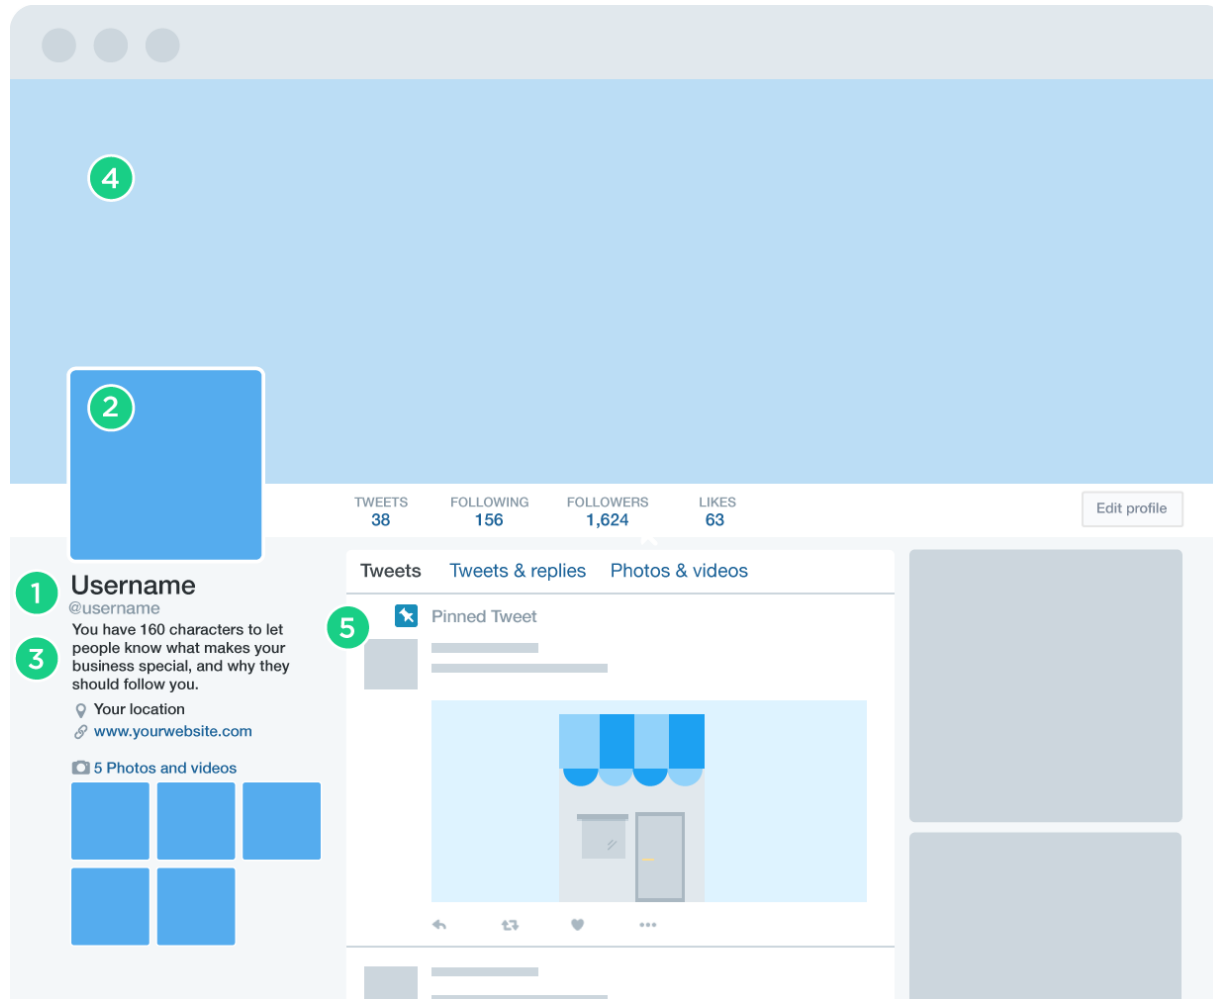 4
2
TWEETS FOLLOWING FOLLOWERS LIKES
38 156 1,624 63
Edit profile
1
Username
@username
3
You have 160 characters to let
people know what makes your
business special, and why they
should follow you.
Your location
www.yourwebsite.com
5 Photos and videos
Tweets Tweets & replies Photos & videos
5
Pinned Tweet